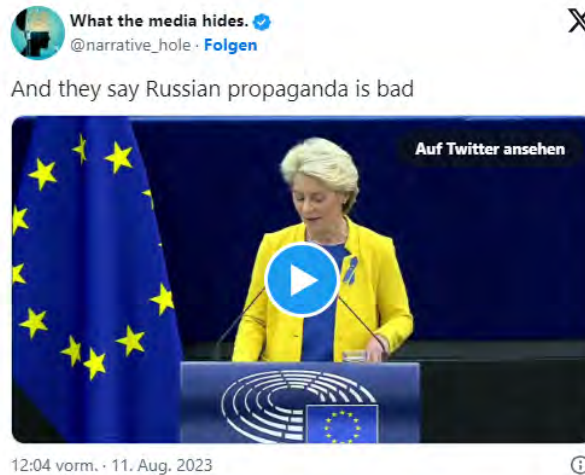 What the media hides.
@narrative_hole · Folgen
And they say Russian propaganda is bad
Auf Twitter ansehen
12:04 vorm. · 11. Aug. 2023